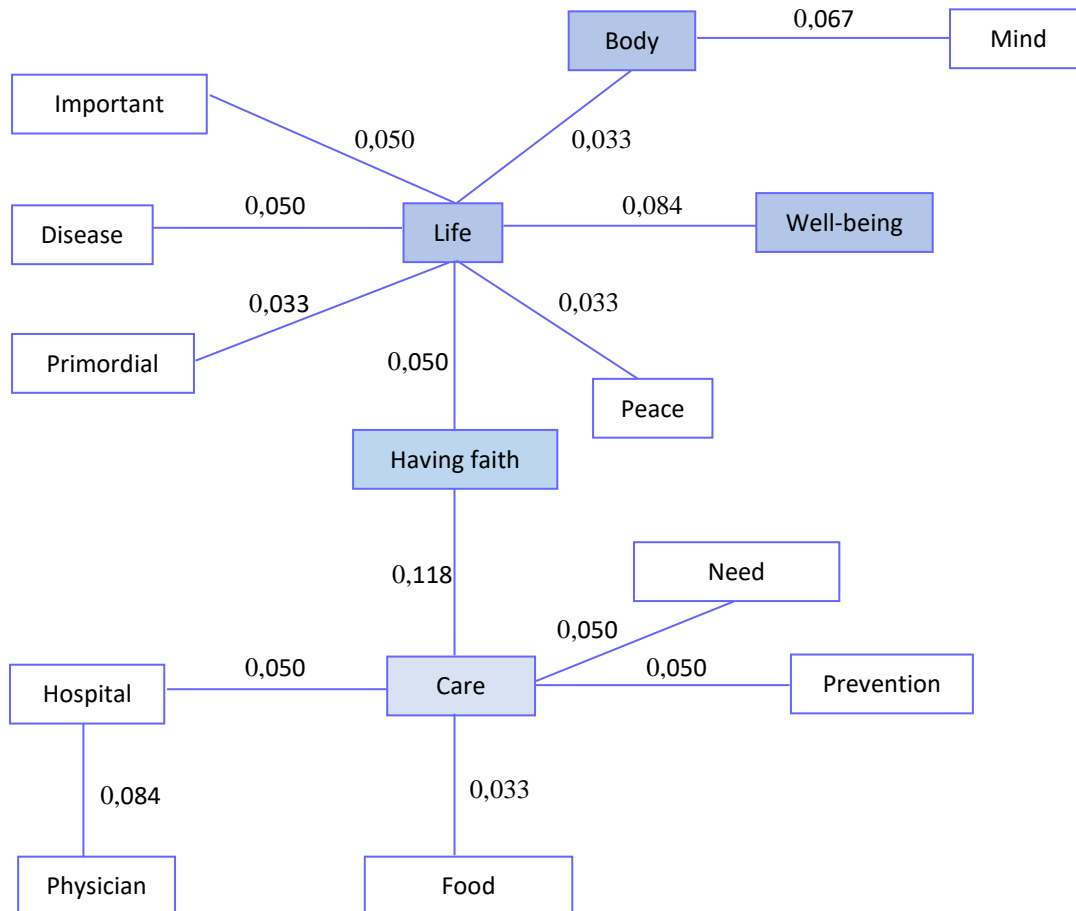 Body
0,067
Mind
Important
0,050
0,033
Disease
0,050
Life
0,084
Well-being
Primordial
0,033
0,050
0,033
Peace
Having faith
0,118
Need
0,050
Hospital
0,050
Care
0,050
Prevention
0,084
0,033
Physician
Food